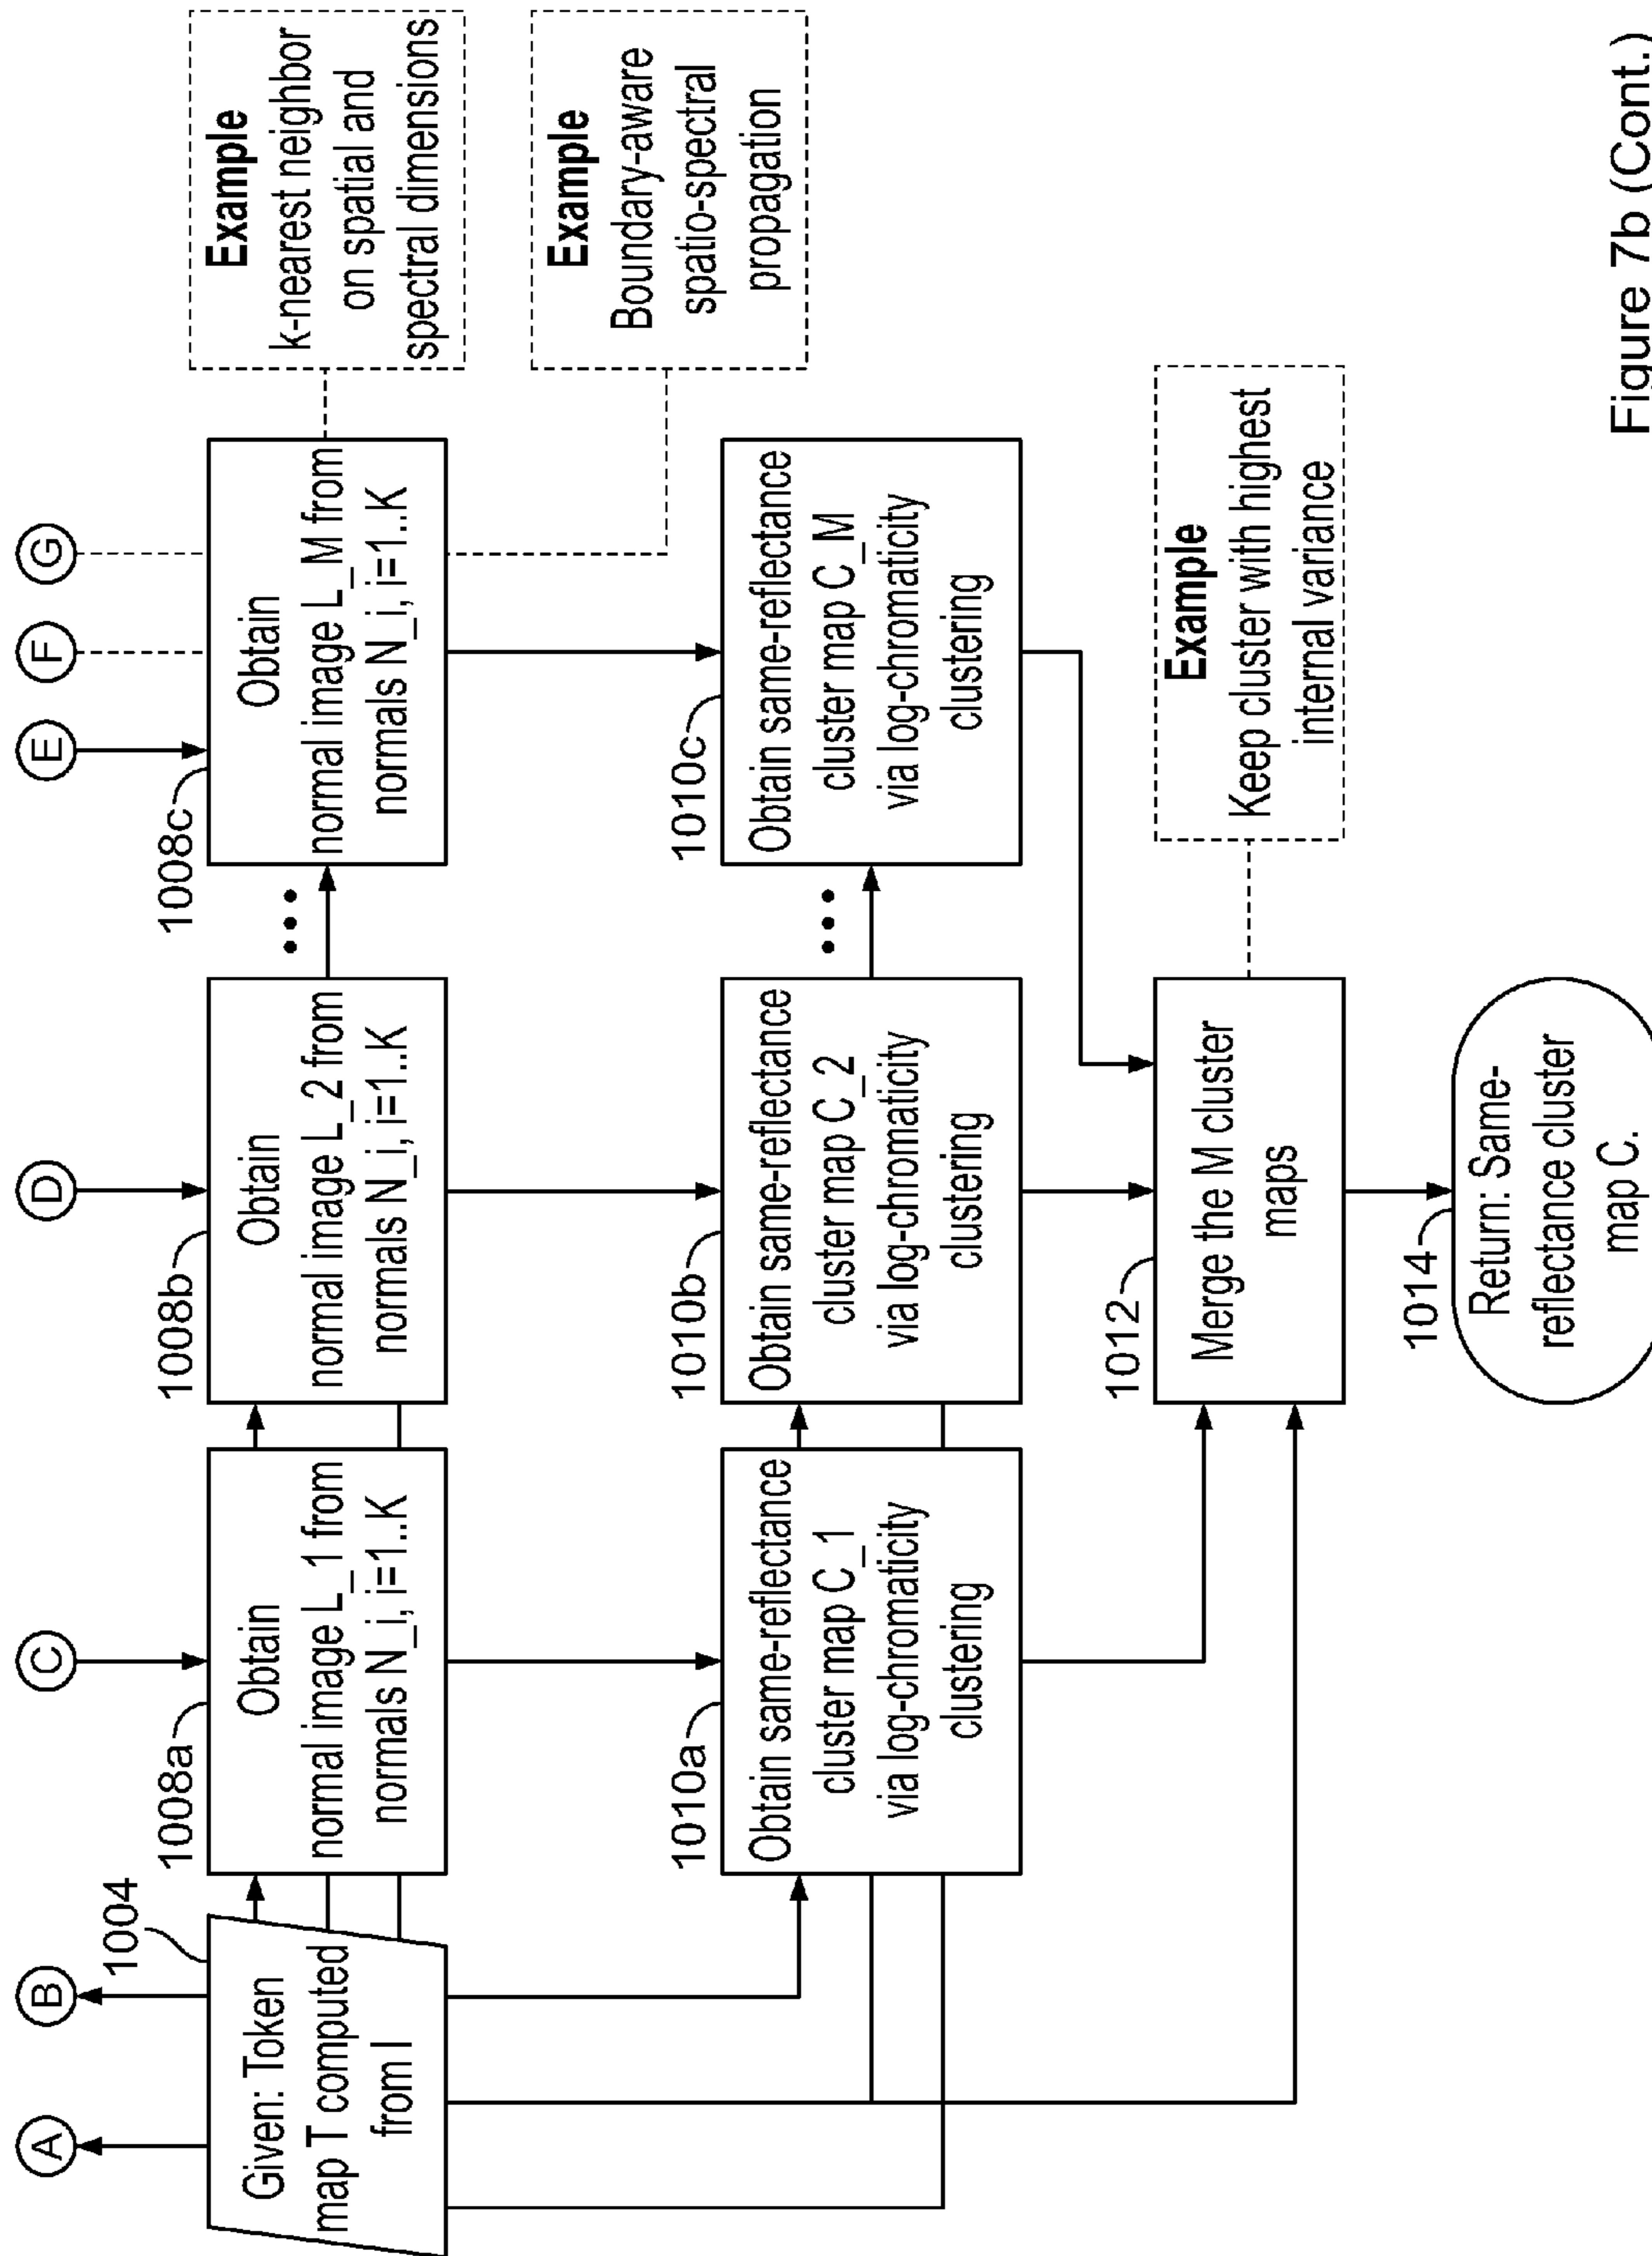 A
B
C
D
E
F
G
1004
Given: Token
map T computed
from I
1008a
Obtain
normal image L_1 from
normals N_i, i=1..K
1008b
Obtain
normal image L_2 from
normals N_i, i=1..K
•••
1008c
Obtain
normal image L_M from
normals N_i, i=1..K
Example
k-nearest neighbor
on spatial and
spectral dimensions
Example
Boundary-aware
spatio-spectral
propagation
1010a
Obtain same-reflectance
cluster map C_1
via log-chromaticity
clustering
1010b
Obtain same-reflectance
cluster map C_2
via log-chromaticity
clustering
•••
1010c
Obtain same-reflectance
cluster map C_M
via log-chromaticity
clustering
1012
Merge the M cluster
maps
Example
Keep cluster with highest
internal variance
1014
Return: Same-
reflectance cluster
map C.
Figure 7b (Cont.)